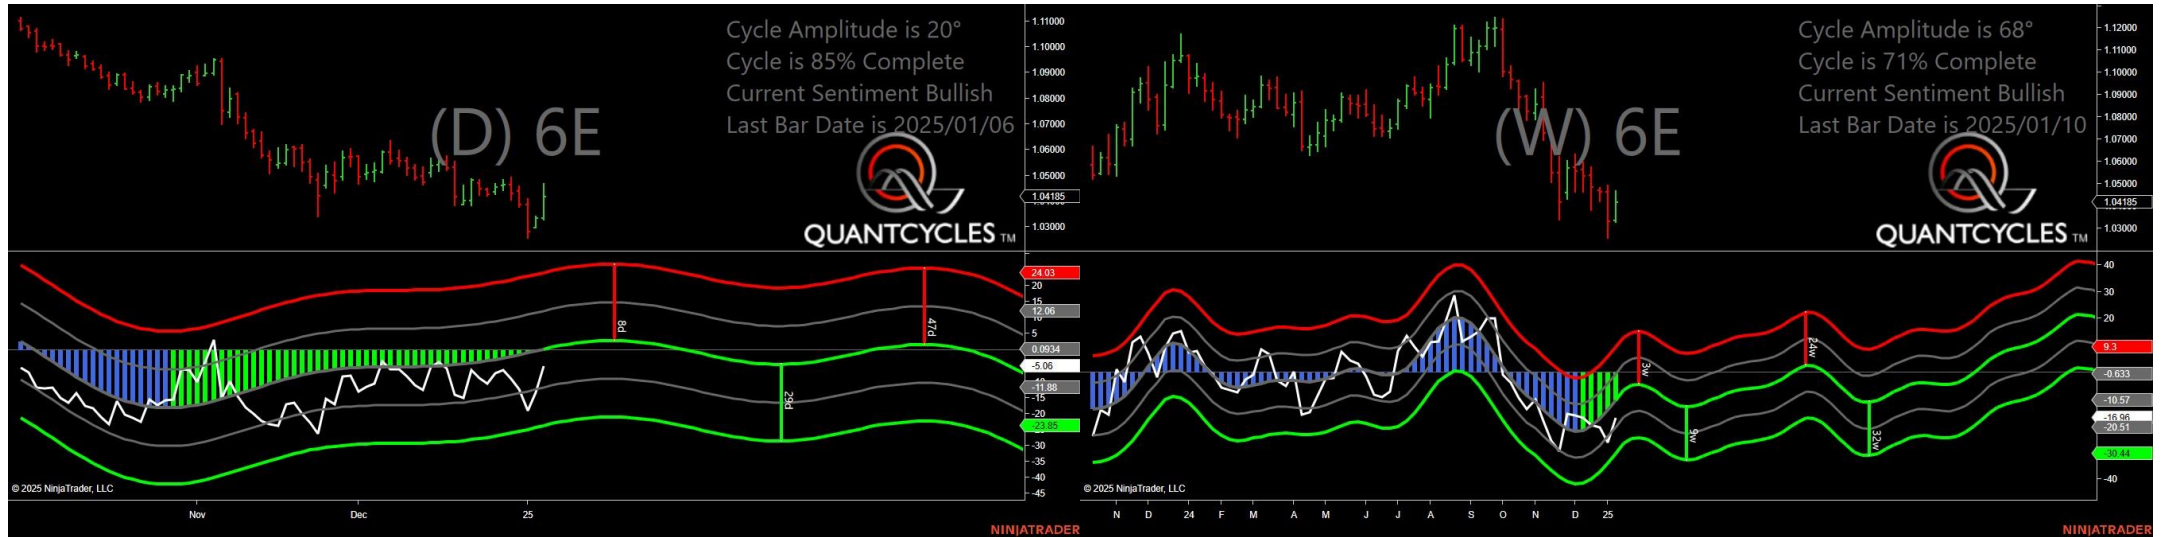 Cycle Amplitude is 20°
Cycle is 85% Complete
Current Sentiment Bullish
Last Bar Date is 2025/01/06
(D) 6E
QUANTCYCLES TM
1.11000
1.10000
1.09000
1.08000
1.07000
1.06000
1.05000
1.04185
1.03000
24.03
20
15
12.06
5
0.0934
-5.06
-11.88
-15
-20
-23.85
-30
-35
-40
-45
8d
29d
47d
© 2025 NinjaTrader, LLC
Nov
Dec
25
NINJATRADER
Cycle Amplitude is 68°
Cycle is 71% Complete
Current Sentiment Bullish
Last Bar Date is 2025/01/10
(W) 6E
QUANTCYCLES TM
1.12000
1.11000
1.10000
1.09000
1.08000
1.07000
1.06000
1.05000
1.04185
1.03000
40
30
20
9.3
-0.633
-10.57
-16.96
-20.51
-30.44
-40
3w
9w
24w
32w
© 2025 NinjaTrader, LLC
N D 24 F M A M J J A S O N D 25
NINJATRADER